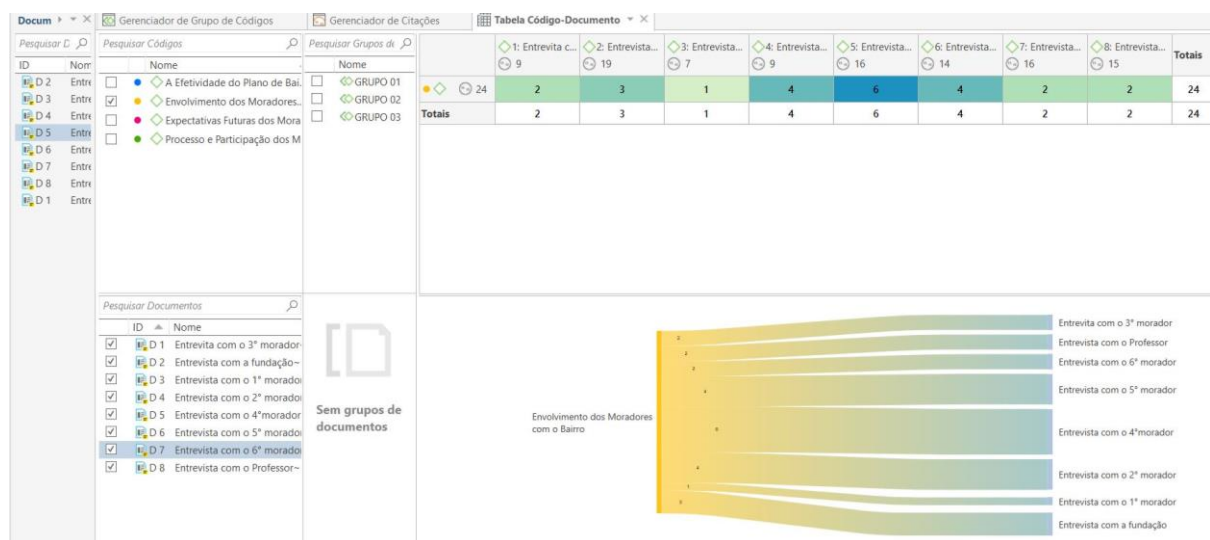 Docum
Gerenciador de Grupo de Códigos
Gerenciador de Citações
Tabela Código-Documento
Pesquisar D
Pesquisar Códigos
Pesquisar Grupos de
ID Nom
D 2 Entre
D 3 Entre
D 4 Entre
D 5 Entre
D 6 Entre
D 7 Entre
D 8 Entre
D 1 Entre
Nome
A Efetividade do Plano de Bai.
Envolvimento dos Moradores..
Expectativas Futuras dos Mora
Processo e Participação dos M
Nome
GRUPO 01
GRUPO 02
GRUPO 03
1: Entrevita c... 2: Entrevista... 3: Entrevista... 4: Entrevista... 5: Entrevista... 6: Entrevista... 7: Entrevista... 8: Entrevista... Totais
9 19 7 9 16 14 16 15
24 2 3 1 4 6 4 2 2 24
Totais 2 3 1 4 6 4 2 2 24
Pesquisar Documentos
ID Nome
D 1 Entrevita com o 3° morador~
D 2 Entrevista com a fundação~
D 3 Entrevista com o 1° morador
D 4 Entrevista com o 2° morador
D 5 Entrevista com o 4°morador
D 6 Entrevista com o 5° morador
D 7 Entrevista com o 6° morador
D 8 Entrevista com o Professor~
Sem grupos de
documentos
Envolvimento dos Moradores
com o Bairro
2
2
2
4
6
4
1
3
Entrevita com o 3° morador
Entrevista com o Professor
Entrevista com o 6° morador
Entrevista com o 5° morador
Entrevista com o 4°morador
Entrevista com o 2° morador
Entrevista com o 1° morador
Entrevista com a fundação